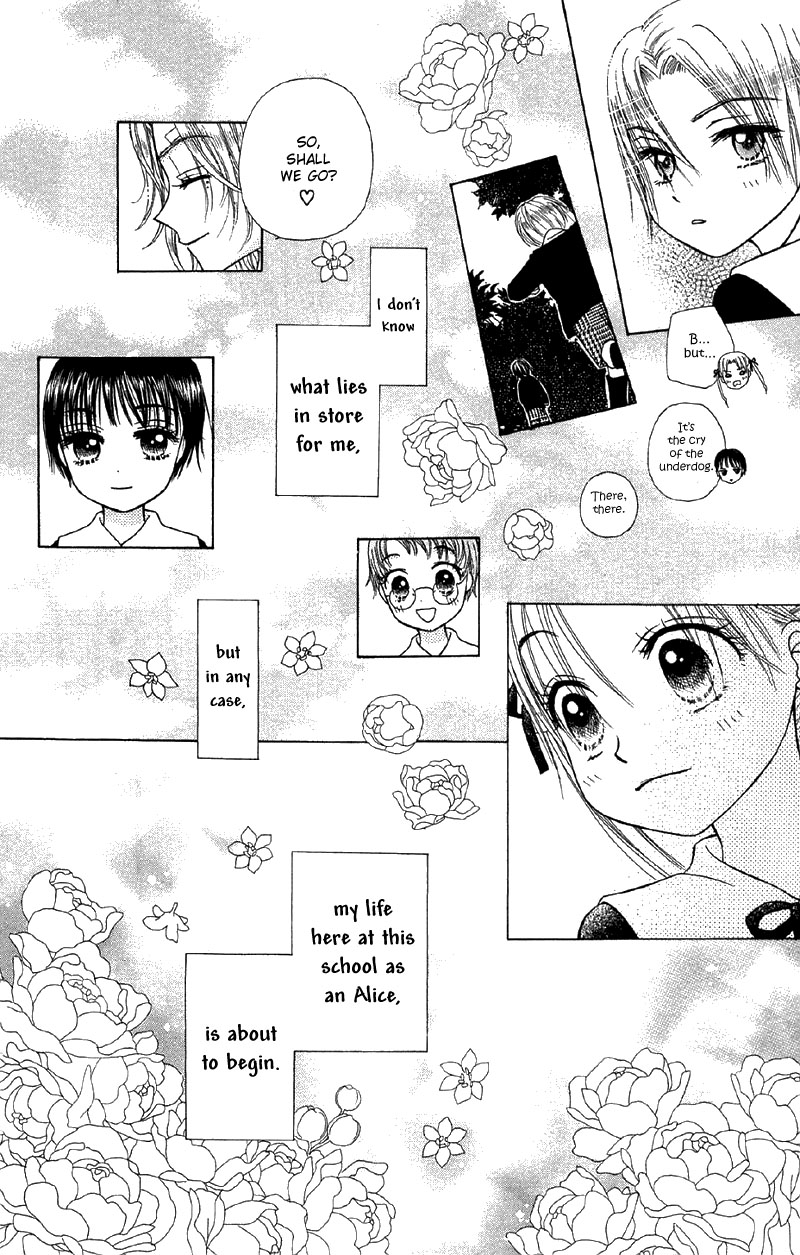 B...
but...
It's
the cry
of the
underdog.
There,
there.
SO,
SHALL
WE GO?
♡
I don't
know
what lies
in store
for me,
but
in any
case,
my life
here at this
school as
an Alice,
is about
to begin.